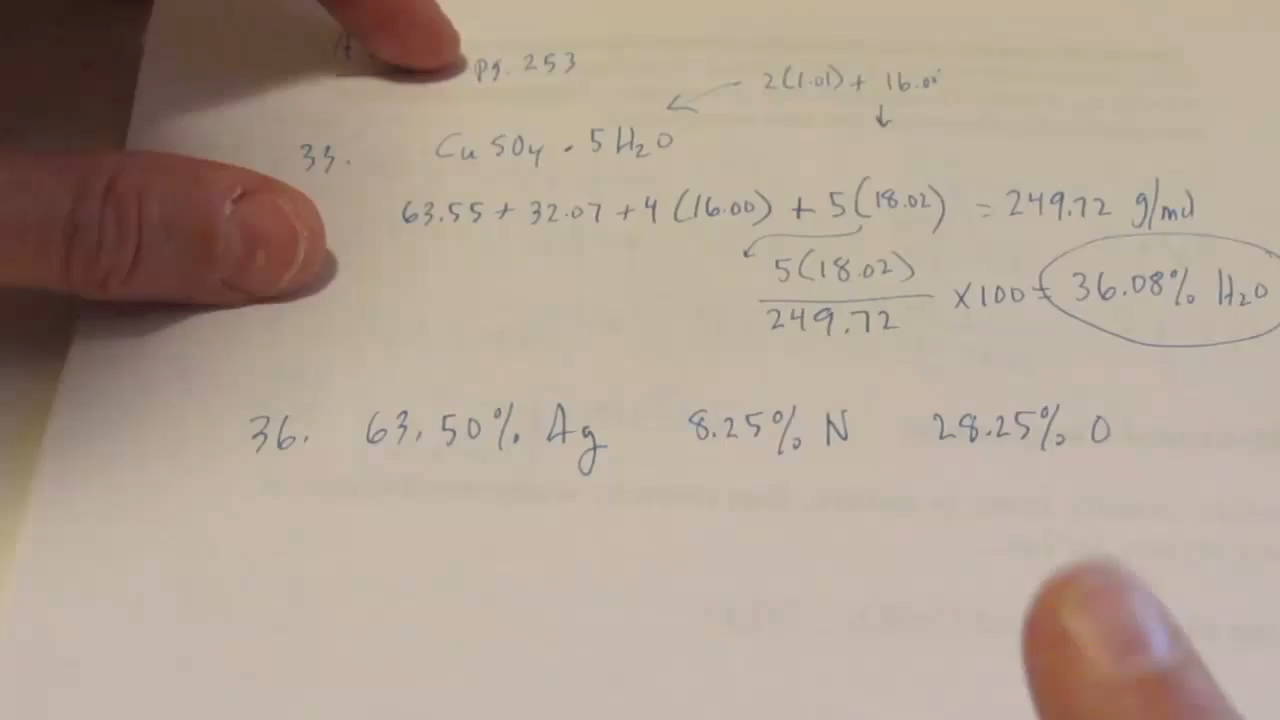 pg. 253
2(1.01) + 16.00
33. CuSO4 . 5H2O
63.55 + 32.07 + 4(16.00) + 5(18.02) = 249.72 g/mol
5(18.02)
249.72
×100 = 36.08% H2O
36. 63.50% Ag 8.25% N 28.25% O